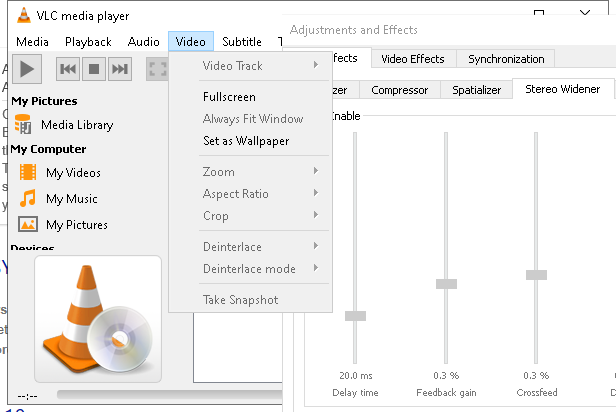 VLC media player
Adjustments and Effects
Media Playback Audio Video Subtitle
Video Effects Synchronization
Compressor Spatializer Stereo Widener
Enable
Video Track
Fullscreen
Always Fit Window
Set as Wallpaper
Zoom
Aspect Ratio
Crop
Deinterlace
Deinterlace mode
Take Snapshot
My Pictures
Media Library
My Computer
My Videos
My Music
My Pictures
Devices
20.0 ms 0.3 % 0.3 %
Delay time Feedback gain Crossfeed
--:--